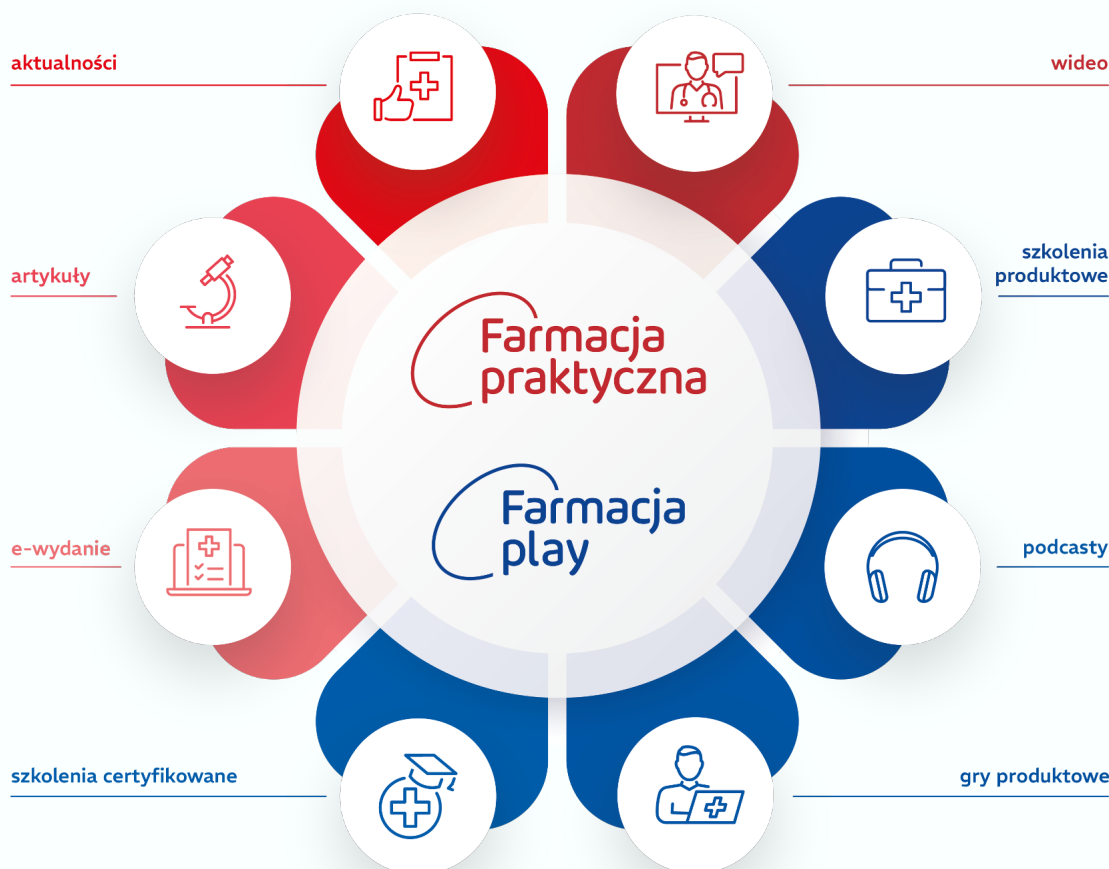 aktualności
wideo
artykuły
szkolenia
produktowe
Farmacja
praktyczna
Farmacja
play
e-wydanie
podcasty
szkolenia certyfikowane
gry produktowe